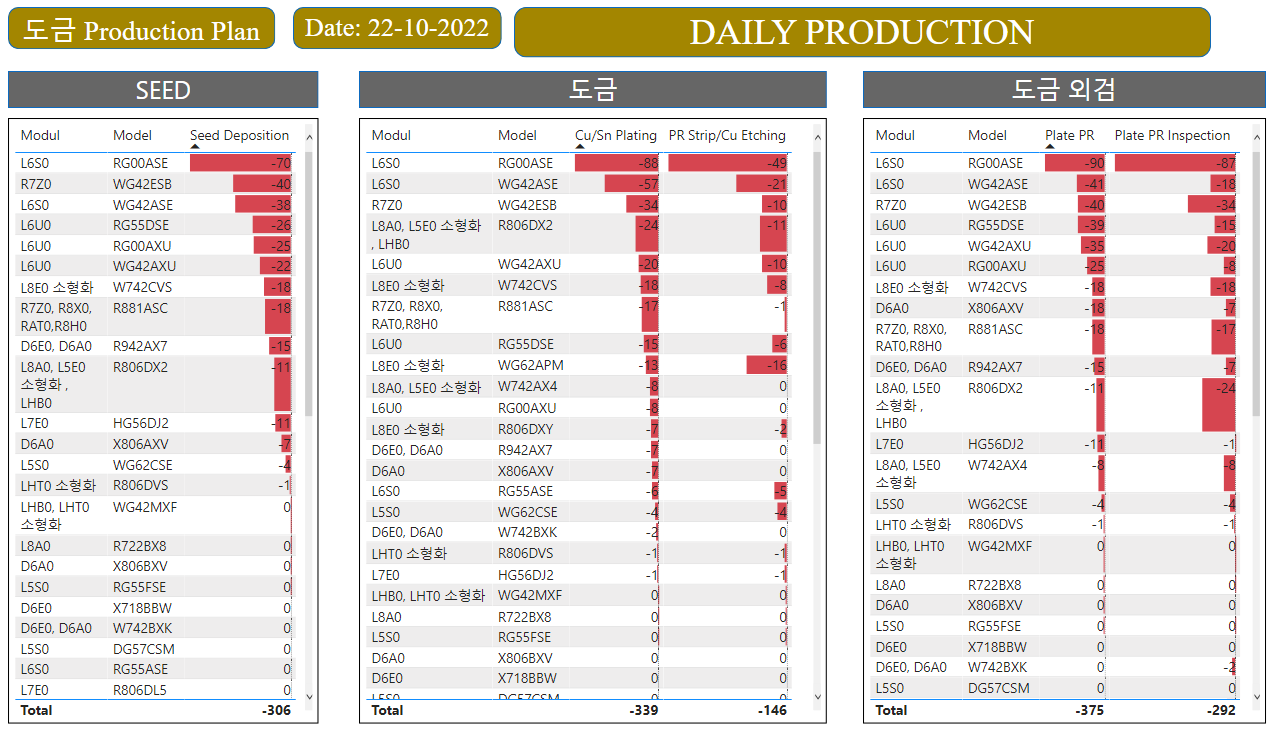 도금 Production Plan
Date: 22-10-2022
DAILY PRODUCTION
SEED
Modul Model Seed Deposition
L6S0 RG00ASE -70
R7Z0 WG42ESB -40
L6S0 WG42ASE -38
L6U0 RG55DSE -26
L6U0 RG00AXU -25
L6U0 WG42AXU -22
L8E0 소형화 W742CVS -18
R7Z0, R8X0, R881ASC -18
RAT0,R8H0
D6E0, D6A0 R942AX7 -15
L8A0, L5E0 R806DX2 -11
소형화 ,
LHB0
L7E0 HG56DJ2 -11
D6A0 X806AXV -7
L5S0 WG62CSE -4
LHT0 소형화 R806DVS -1
LHB0, LHT0 WG42MXF 0
소형화
L8A0 R722BX8 0
D6A0 X806BXV 0
L5S0 RG55FSE 0
D6E0 X718BBW 0
D6E0, D6A0 W742BXK 0
L5S0 DG57CSM 0
L6S0 RG55ASE 0
L7E0 R806DL5 0
Total -306
도금
Modul Model Cu/Sn Plating PR Strip/Cu Etching
L6S0 RG00ASE -88 -49
L6S0 WG42ASE -57 -21
R7Z0 WG42ESB -34 -10
L8A0, L5E0 소형화 R806DX2 -24 -11
, LHB0
L6U0 WG42AXU -20 -10
L8E0 소형화 W742CVS -18 -8
R7Z0, R8X0, R881ASC -17 -1
RAT0,R8H0
L6U0 RG55DSE -15 -6
L8E0 소형화 WG62APM -13 -16
L8A0, L5E0 소형화 W742AX4 -8 0
L6U0 RG00AXU -8 0
L8E0 소형화 R806DXY -7 -2
D6E0, D6A0 R942AX7 -7 0
D6A0 X806AXV -7 0
L6S0 RG55ASE -6 -5
L5S0 WG62CSE -4 -4
D6E0, D6A0 W742BXK -2 0
LHT0 소형화 R806DVS -1 -1
L7E0 HG56DJ2 -1 -1
LHB0, LHT0 소형화 WG42MXF 0 0
L8A0 R722BX8 0 0
L5S0 RG55FSE 0 0
D6A0 X806BXV 0 0
D6E0 X718BBW 0 0
L5S0 DG57CSM 0 0
Total -339 -146
도금 외검
Modul Model Plate PR Plate PR Inspection
L6S0 RG00ASE -90 -87
L6S0 WG42ASE -41 -18
R7Z0 WG42ESB -40 -34
L6U0 RG55DSE -39 -15
L6U0 WG42AXU -35 -20
L6U0 RG00AXU -25 -8
L8E0 소형화 W742CVS -18 -18
D6A0 X806AXV -18 -7
R7Z0, R8X0, R881ASC -18 -17
RAT0,R8H0
D6E0, D6A0 R942AX7 -15 -7
L8A0, L5E0 R806DX2 -11 -24
소형화 ,
LHB0
L7E0 HG56DJ2 -11 -1
L8A0, L5E0 W742AX4 -8 -8
소형화
L5S0 WG62CSE -4 -4
LHT0 소형화 R806DVS -1 -1
LHB0, LHT0 WG42MXF 0 0
소형화
L8A0 R722BX8 0 0
D6A0 X806BXV 0 0
L5S0 RG55FSE 0 0
D6E0 X718BBW 0 0
D6E0, D6A0 W742BXK 0 -2
L5S0 DG57CSM 0 0
Total -375 -292